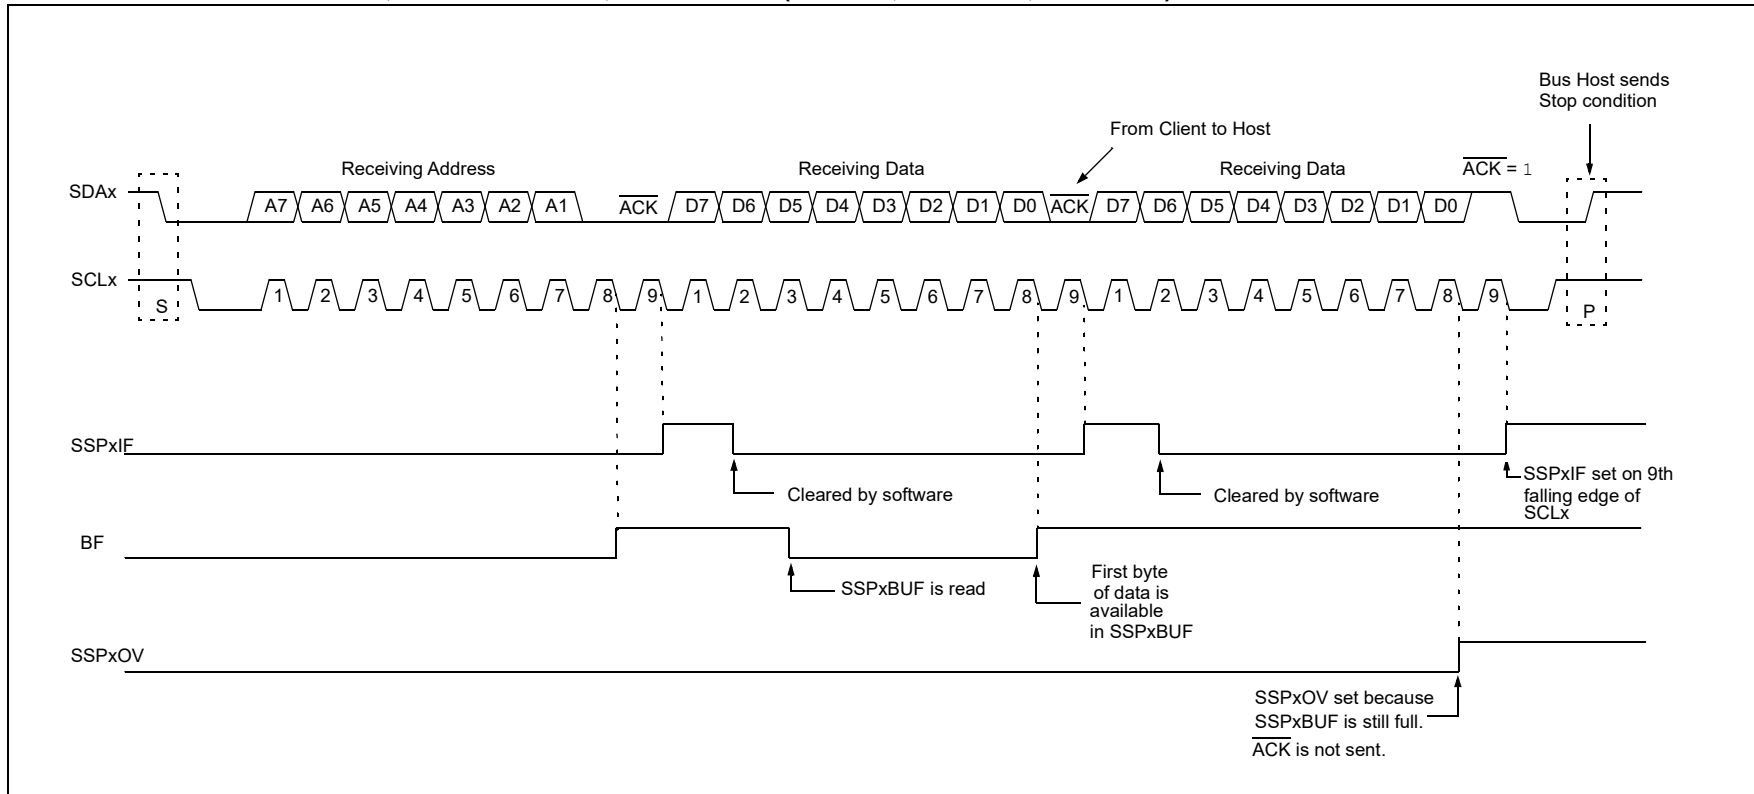 Bus Host sends
Stop condition
From Client to Host
Receiving Address
Receiving Data
Receiving Data
ACK = 1
SDAx
A7 A6 A5 A4 A3 A2 A1 ACK D7 D6 D5 D4 D3 D2 D1 D0 ACK D7 D6 D5 D4 D3 D2 D1 D0
SCLx
S
1 2 3 4 5 6 7 8 9 1 2 3 4 5 6 7 8 9 1 2 3 4 5 6 7 8 9
P
SSPxIF
Cleared by software
Cleared by software
SSPxIF set on 9th
falling edge of
SCLx
BF
SSPxBUF is read
First byte
of data is
available
in SSPxBUF
SSPxOV
SSPxOV set because
SSPxBUF is still full.
ACK is not sent.